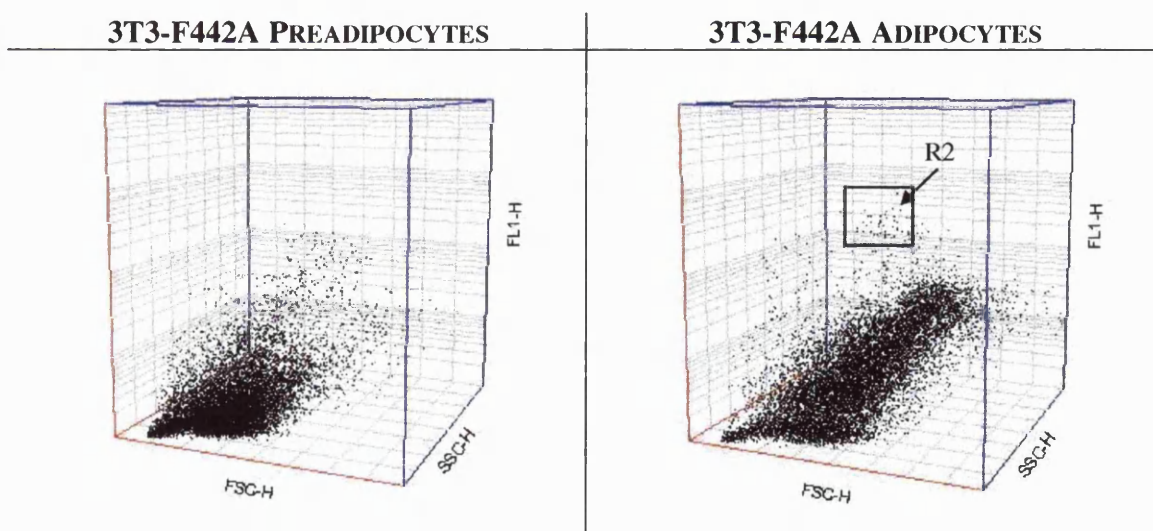 3T3-F442A PREADIPOCYTES
3T3-F442A ADIPOCYTES
FL1-H
SSC-H
FSC-H
R2
FL1-H
SSC-H
FSC-H